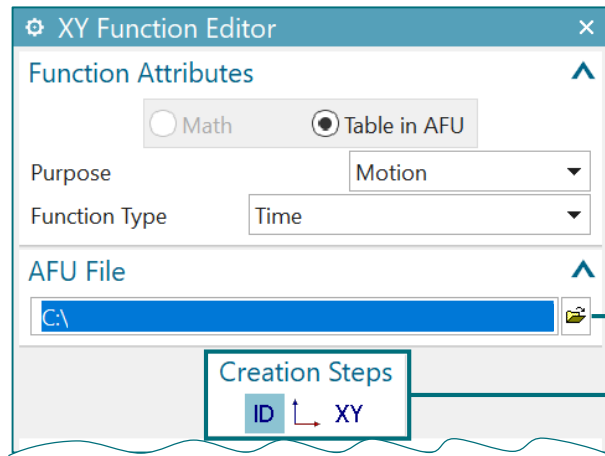 XY Function Editor
Function Attributes
Math Table in AFU
Purpose Motion
Function Type Time
AFU File
C:\
Creation Steps
ID XY